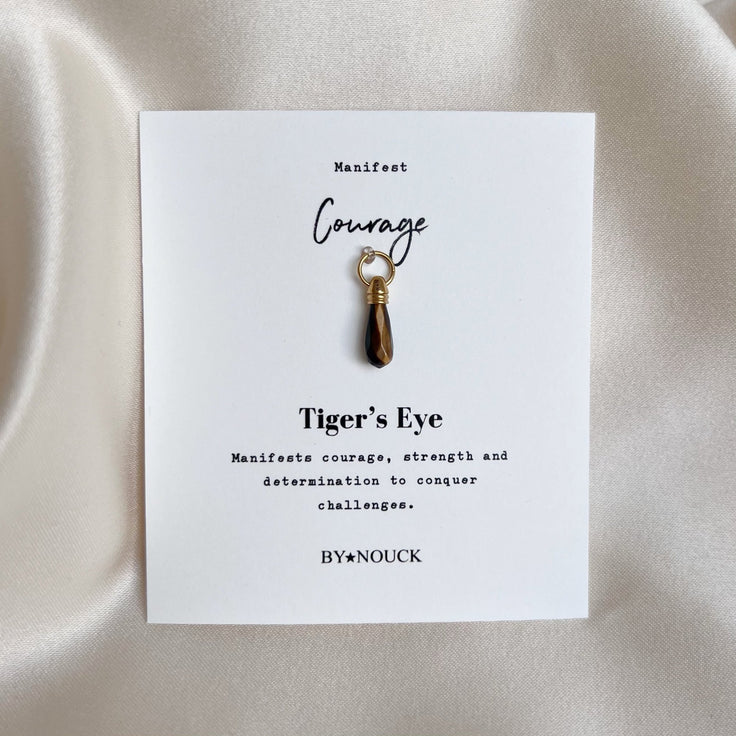 Manifest
Courage
Tiger's Eye
Manifests courage, strength and
determination to conquer
challenges.
BY★NOUCK